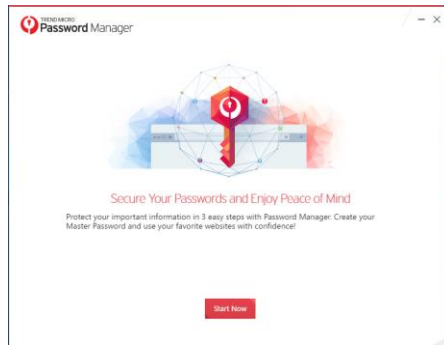 TREND MICRO
Password Manager
Secure Your Passwords and Enjoy Peace of Mind
Protect your important information in 3 easy steps with Password Manager. Create your
Master Password and use your favorite websites with confidence!
Start Now